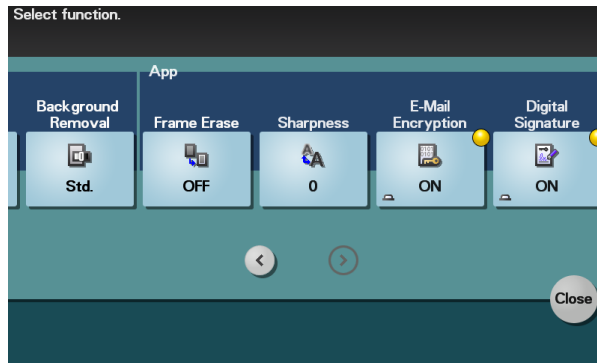 Select function.
App
Background
Removal
Frame Erase
Sharpness
E-Mail
Encryption
Digital
Signature
Std.
OFF
0
ON
ON
Close